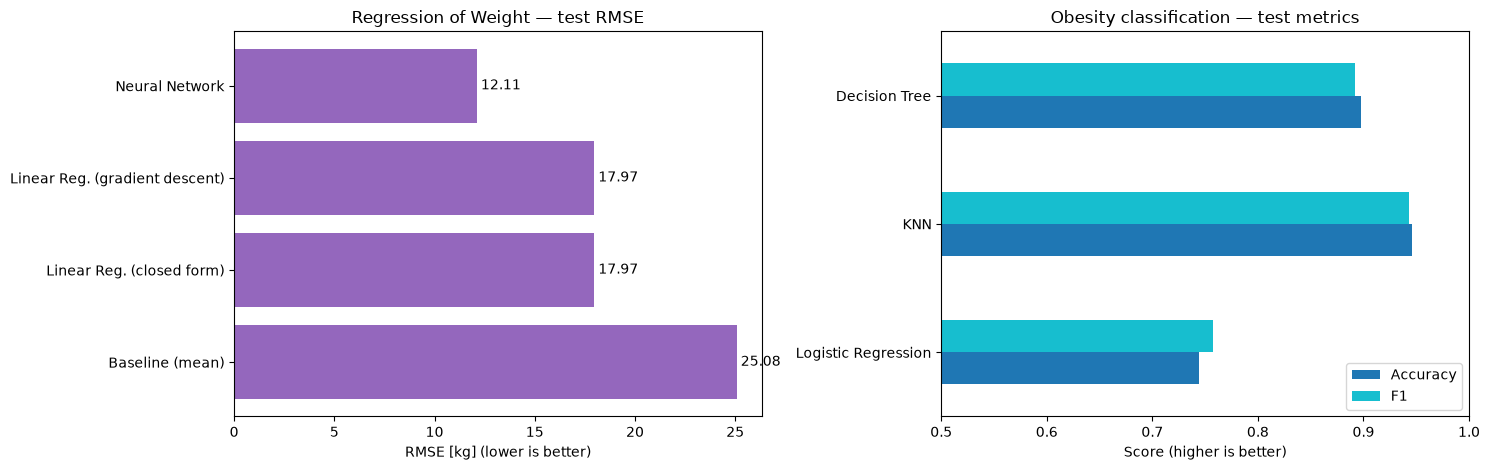 Regression of Weight — test RMSE
Neural Network
12.11
Linear Reg. (gradient descent)
17.97
Linear Reg. (closed form)
17.97
Baseline (mean)
25.08
0 5 10 15 20 25
RMSE [kg] (lower is better)
Obesity classification — test metrics
Decision Tree
KNN
Logistic Regression
Accuracy
F1
0.5 0.6 0.7 0.8 0.9 1.0
Score (higher is better)